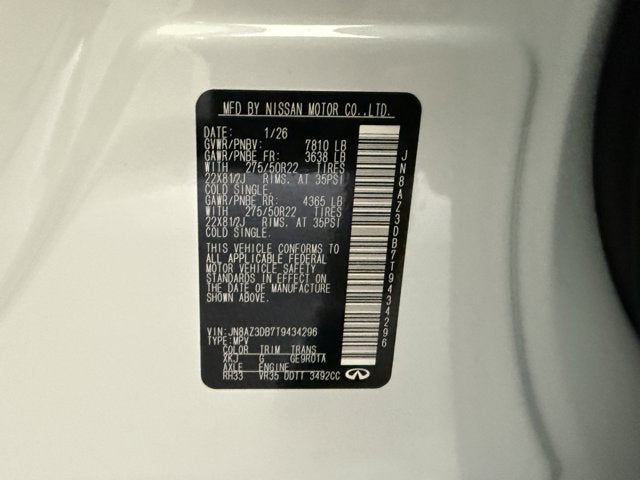 MFD BY NISSAN MOTOR CO.,LTD.
DATE: 1/26
GVWR/PNBV: 7810 LB
GAWR/PNBE FR: 3638 LB
WITH 275/50R22 TIRES
22X81/2J RIMS. AT 35PSI
COLD SINGLE.
GAWR/PNBE RR: 4365 LB
WITH 275/50R22 TIRES
22X81/2J RIMS. AT 35PSI
COLD SINGLE.
THIS VEHICLE CONFORMS TO
ALL APPLICABLE FEDERAL
MOTOR VEHICLE SAFETY
STANDARDS IN EFFECT ON
THE DATE OF MANUFACTURE
SHOWN ABOVE.
VIN:JN8AZ3DB7T9434296
TYPE:MPV
COLOR TRIM TRANS
XKJ G GE9R01A
AXLE ENGINE
RH33 VR35 DDTT 3492CC
JN8AZ3DB7T9434296